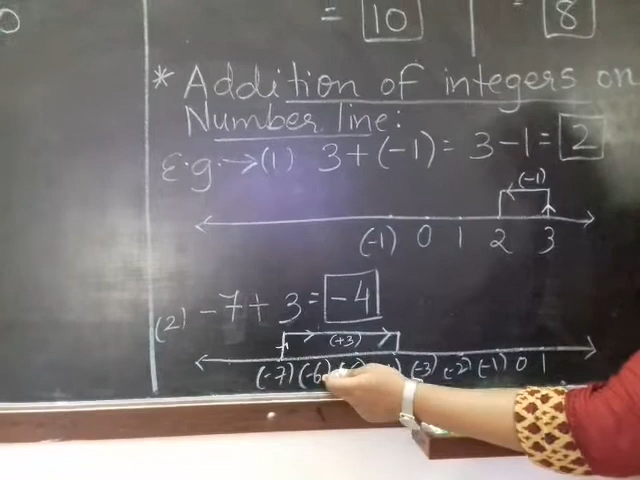 0
= 10
= 8
* Addition of integers on
Number line:
E.g.→(1) 3+(-1)= 3-1= 2
(-1)
(-1) 0 1 2 3
(2) -7+3= -4
(+3)
(-7) (-6) (-3) (-2) (-1) 0 1